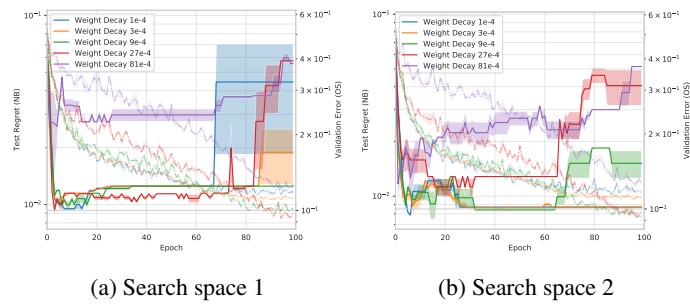 10⁻¹
Weight Decay 1e-4
Weight Decay 3e-4
Weight Decay 9e-4
Weight Decay 27e-4
Weight Decay 81e-4
Test Regret (NB)
10⁻²
0 20 40 60 80 100
Epoch
6 × 10⁻¹
4 × 10⁻¹
3 × 10⁻¹
2 × 10⁻¹
10⁻¹
Validation Error (OS)
(a) Search space 1
10⁻¹
Weight Decay 1e-4
Weight Decay 3e-4
Weight Decay 9e-4
Weight Decay 27e-4
Weight Decay 81e-4
Test Regret (NB)
10⁻²
0 20 40 60 80 100
Epoch
6 × 10⁻¹
4 × 10⁻¹
3 × 10⁻¹
2 × 10⁻¹
10⁻¹
Validation Error (OS)
(b) Search space 2